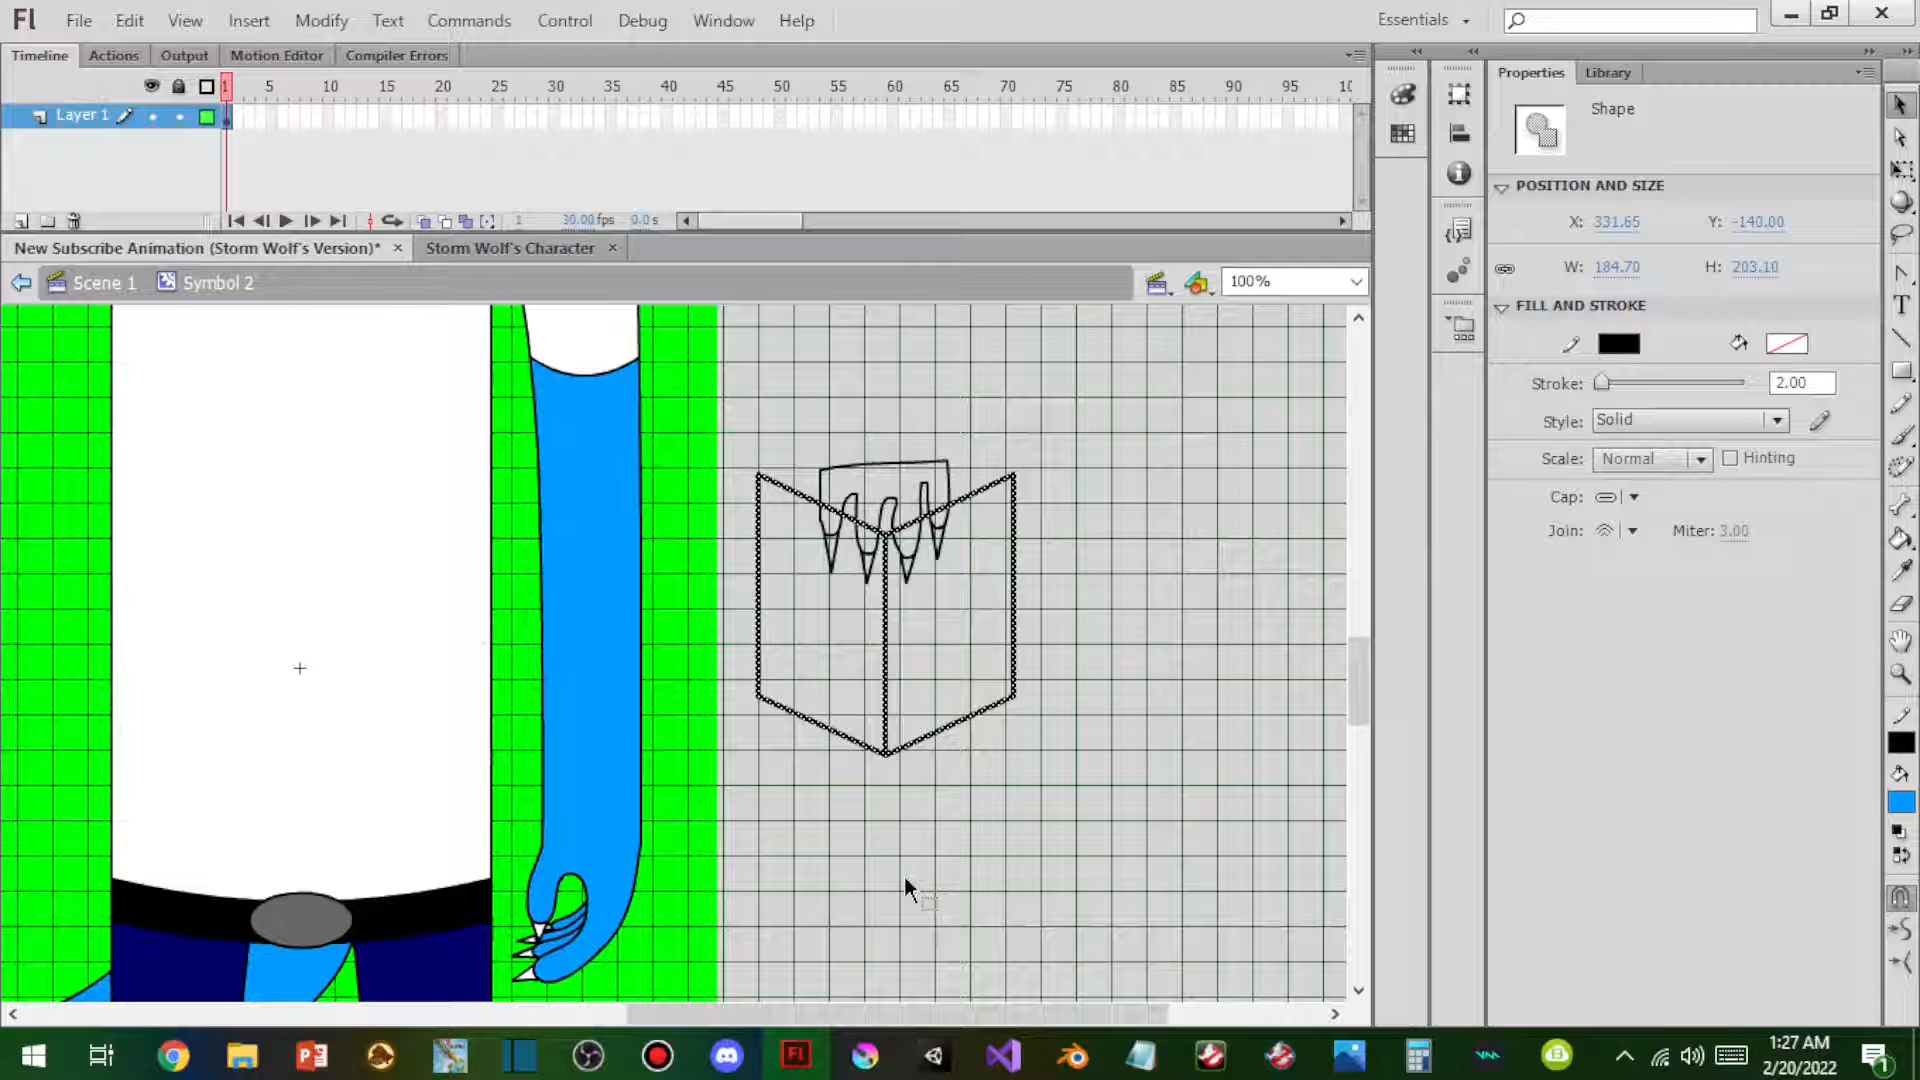 Fl File Edit View Insert Modify Text Commands Control Debug Window Help Essentials
Timeline Actions Output Motion Editor Compiler Errors
1 5 10 15 20 25 30 35 40 45 50 55 60 65 70 75 80 85 90 95 10
Layer 1
1 30.00 fps 0.0 s
New Subscribe Animation (Storm Wolf's Version)* Storm Wolf's Character
Scene 1 Symbol 2 100%
Properties Library
Shape
POSITION AND SIZE
X: 331.65 Y: -140.00
W: 184.70 H: 203.10
FILL AND STROKE
Stroke: 2.00
Style: Solid
Scale: Normal Hinting
Cap:
Join: Miter: 3.00
1:27 AM
2/20/2022
1